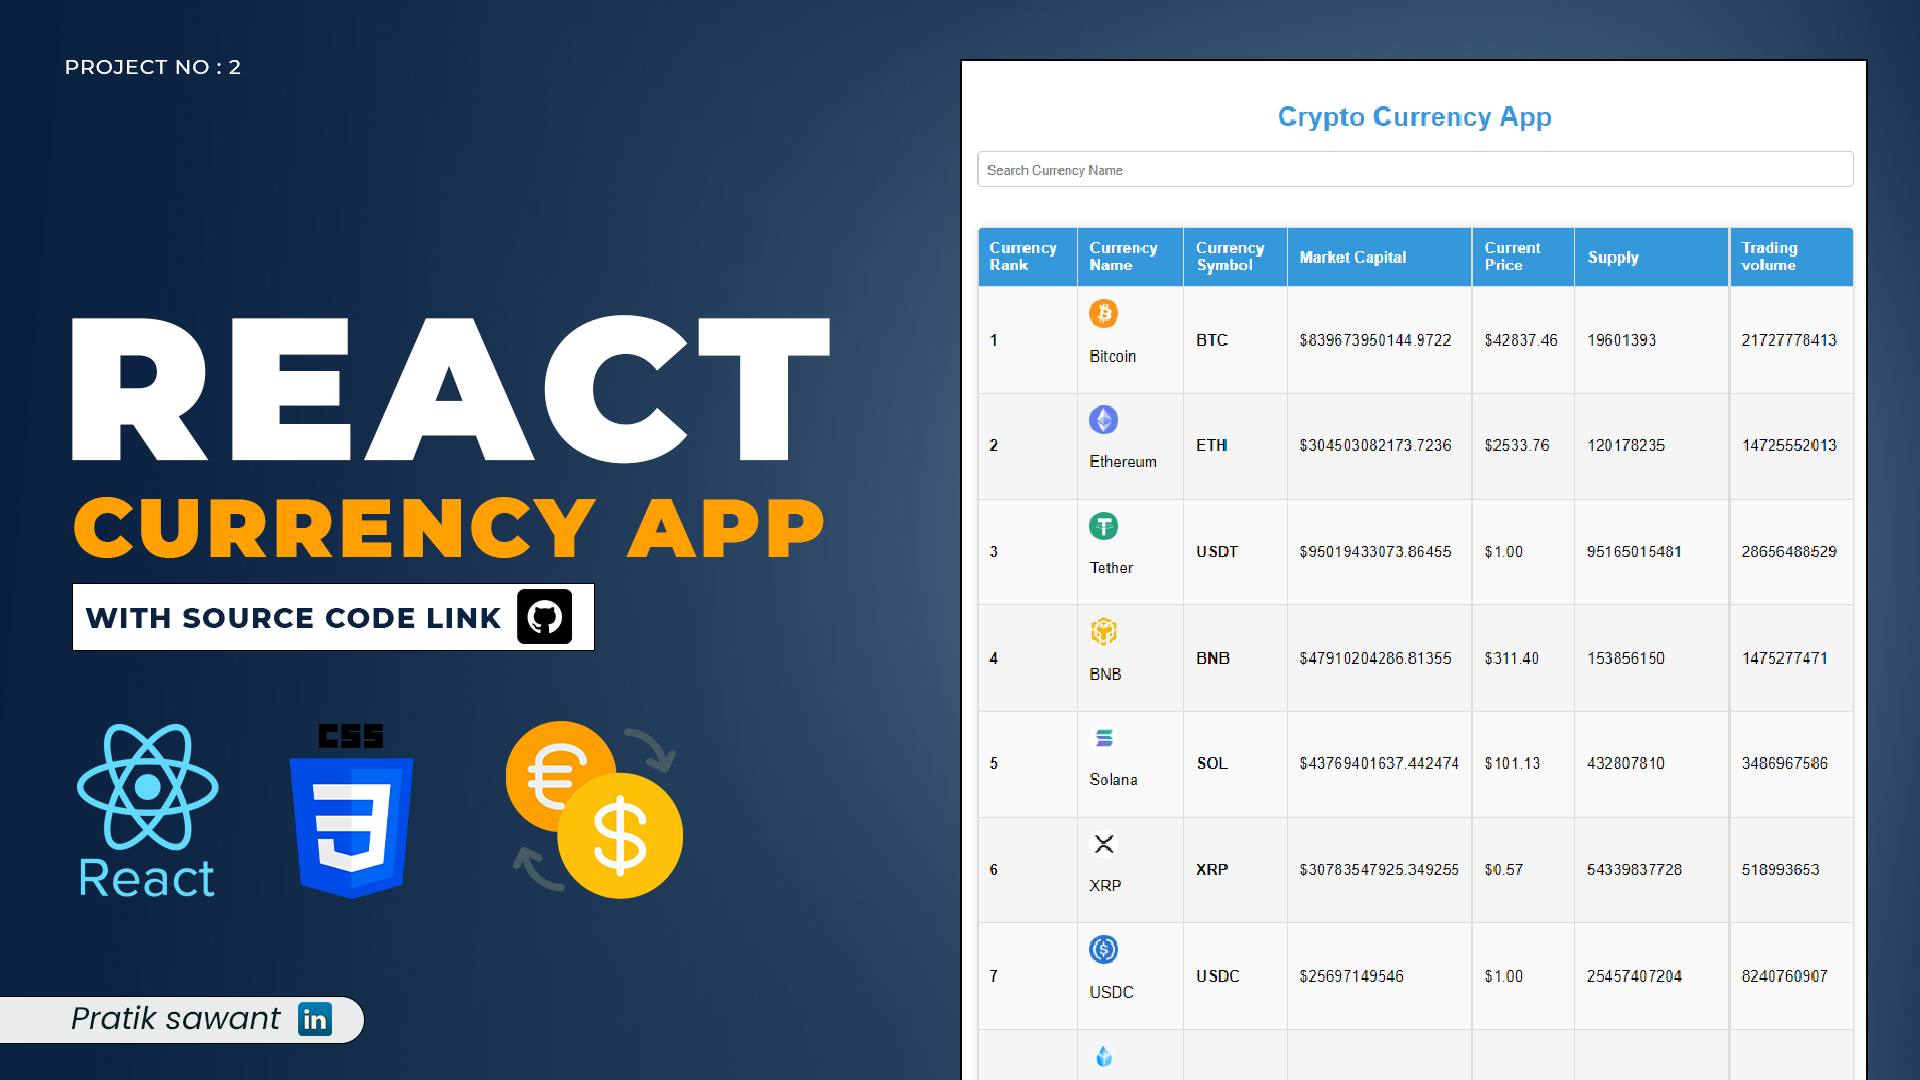 PROJECT NO : 2
REACT
CURRENCY APP
WITH SOURCE CODE LINK
React
CSS
Pratik sawant in
Crypto Currency App
Search Currency Name
Currency Rank Currency Name Currency Symbol Market Capital Current Price Supply Trading volume
1 Bitcoin BTC $839673950144.9722 $42837.46 19601393 21727778413
2 Ethereum ETH $304503082173.7236 $2533.76 120178235 14725552013
3 Tether USDT $95019433073.86455 $1.00 95165015481 28656488529
4 BNB BNB $47910204286.81355 $311.40 153856150 1475277471
5 Solana SOL $43769401637.442474 $101.13 432807810 3486967586
6 XRP XRP $30783547925.349255 $0.57 54339837728 518993653
7 USDC USDC $25697149546 $1.00 25457407204 8240760907